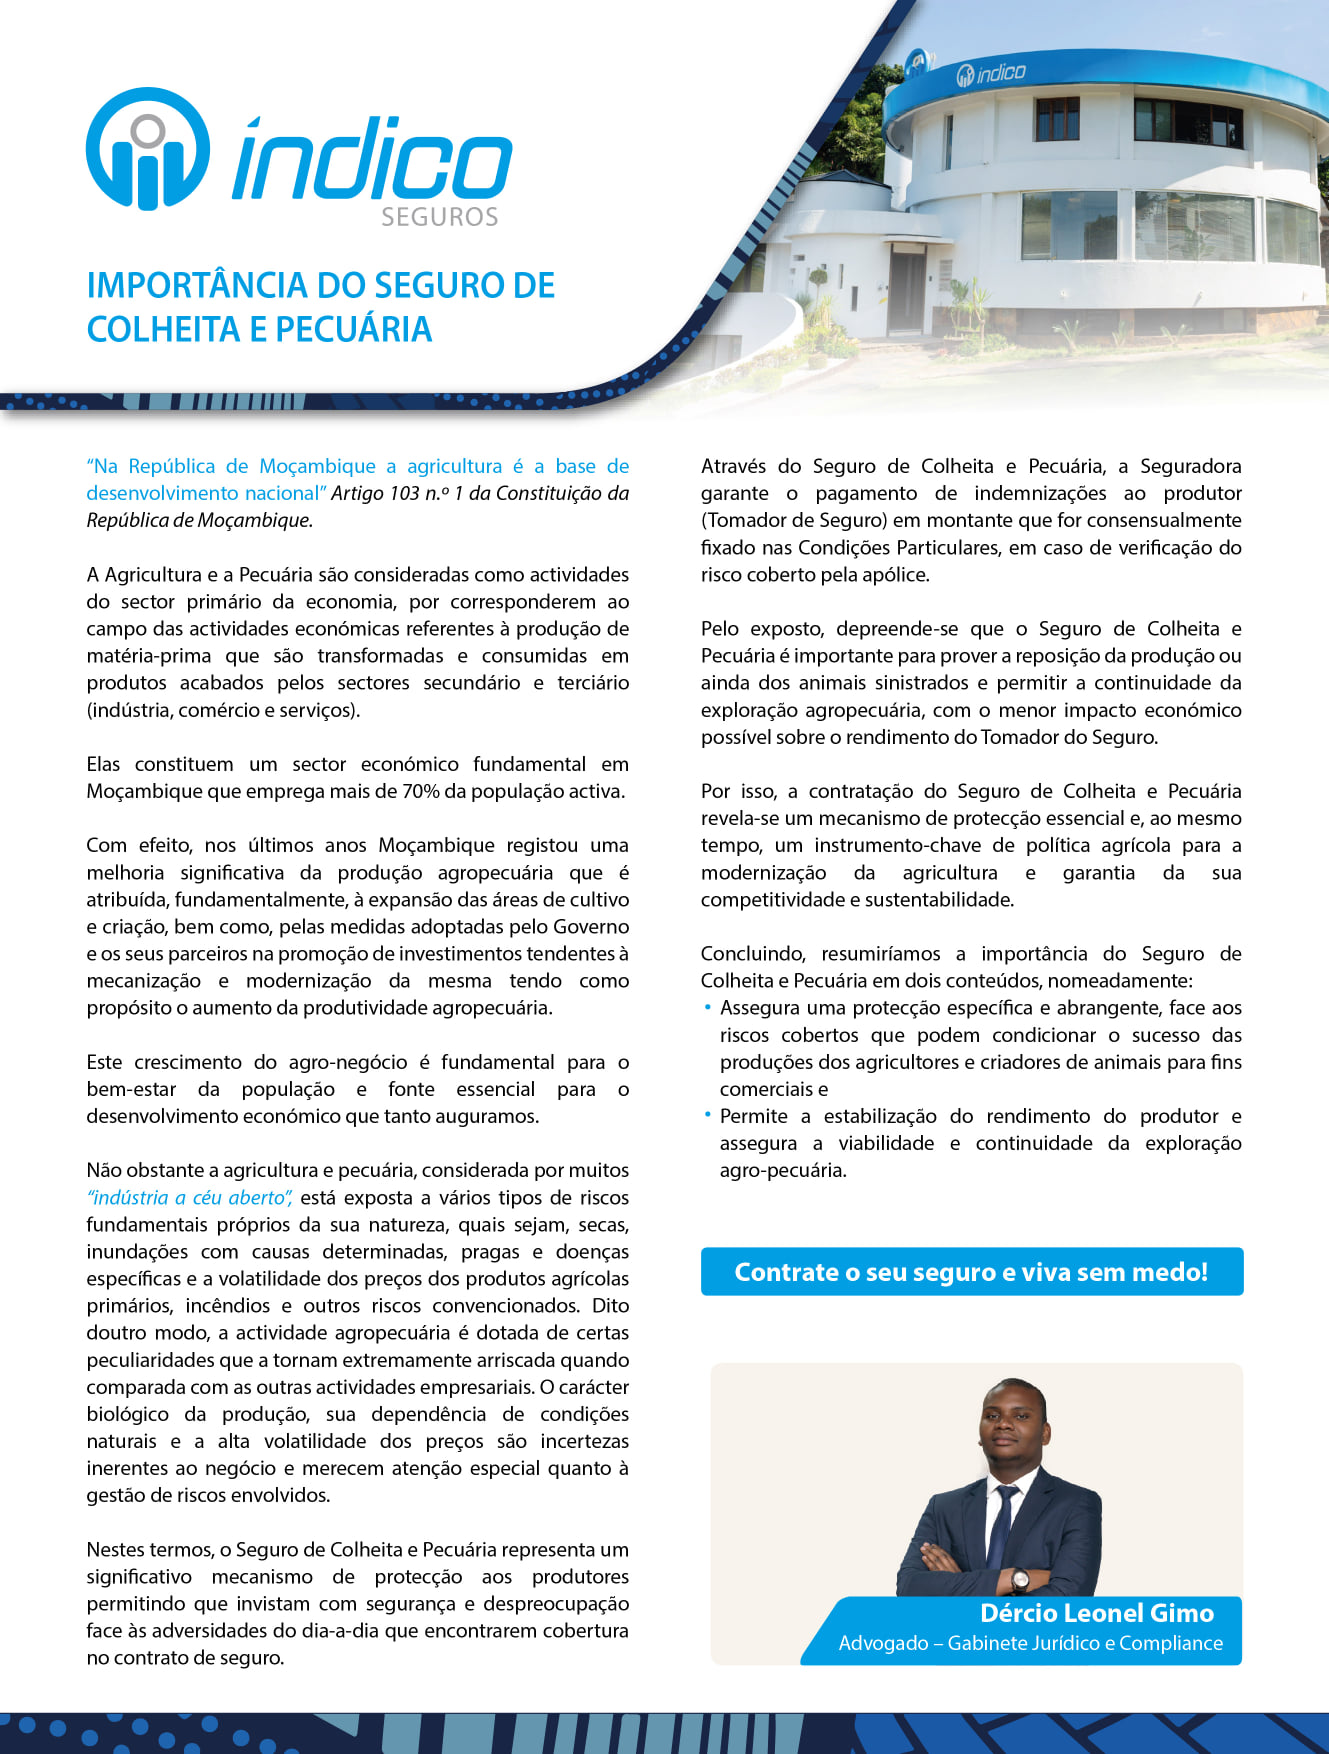 índico
SEGUROS
índico
IMPORTÂNCIA DO SEGURO DE
COLHEITA E PECUÁRIA
“Na República de Moçambique a agricultura é a base de
desenvolvimento nacional” Artigo 103 n.º 1 da Constituição da
República de Moçambique.
A Agricultura e a Pecuária são consideradas como actividades
do sector primário da economia, por corresponderem ao
campo das actividades económicas referentes à produção de
matéria-prima que são transformadas e consumidas em
produtos acabados pelos sectores secundário e terciário
(indústria, comércio e serviços).
Elas constituem um sector económico fundamental em
Moçambique que emprega mais de 70% da população activa.
Com efeito, nos últimos anos Moçambique registou uma
melhoria significativa da produção agropecuária que é
atribuída, fundamentalmente, à expansão das áreas de cultivo
e criação, bem como, pelas medidas adoptadas pelo Governo
e os seus parceiros na promoção de investimentos tendentes à
mecanização e modernização da mesma tendo como
propósito o aumento da produtividade agropecuária.
Este crescimento do agro-negócio é fundamental para o
bem-estar da população e fonte essencial para o
desenvolvimento económico que tanto auguramos.
Não obstante a agricultura e pecuária, considerada por muitos
“indústria a céu aberto”, está exposta a vários tipos de riscos
fundamentais próprios da sua natureza, quais sejam, secas,
inundações com causas determinadas, pragas e doenças
específicas e a volatilidade dos preços dos produtos agrícolas
primários, incêndios e outros riscos convencionados. Dito
doutro modo, a actividade agropecuária é dotada de certas
peculiaridades que a tornam extremamente arriscada quando
comparada com as outras actividades empresariais. O carácter
biológico da produção, sua dependência de condições
naturais e a alta volatilidade dos preços são incertezas
inerentes ao negócio e merecem atenção especial quanto à
gestão de riscos envolvidos.
Nestes termos, o Seguro de Colheita e Pecuária representa um
significativo mecanismo de protecção aos produtores
permitindo que invistam com segurança e despreocupação
face às adversidades do dia-a-dia que encontrarem cobertura
no contrato de seguro.
Através do Seguro de Colheita e Pecuária, a Seguradora
garante o pagamento de indemnizações ao produtor
(Tomador de Seguro) em montante que for consensualmente
fixado nas Condições Particulares, em caso de verificação do
risco coberto pela apólice.
Pelo exposto, depreende-se que o Seguro de Colheita e
Pecuária é importante para prover a reposição da produção ou
ainda dos animais sinistrados e permitir a continuidade da
exploração agropecuária, com o menor impacto económico
possível sobre o rendimento do Tomador do Seguro.
Por isso, a contratação do Seguro de Colheita e Pecuária
revela-se um mecanismo de protecção essencial e, ao mesmo
tempo, um instrumento-chave de política agrícola para a
modernização da agricultura e garantia da sua
competitividade e sustentabilidade.
Concluindo, resumiríamos a importância do Seguro de
Colheita e Pecuária em dois conteúdos, nomeadamente:
• Assegura uma protecção específica e abrangente, face aos
riscos cobertos que podem condicionar o sucesso das
produções dos agricultores e criadores de animais para fins
comerciais e
• Permite a estabilização do rendimento do produtor e
assegura a viabilidade e continuidade da exploração
agro-pecuária.
Contrate o seu seguro e viva sem medo!
Dércio Leonel Gimo
Advogado – Gabinete Jurídico e Compliance